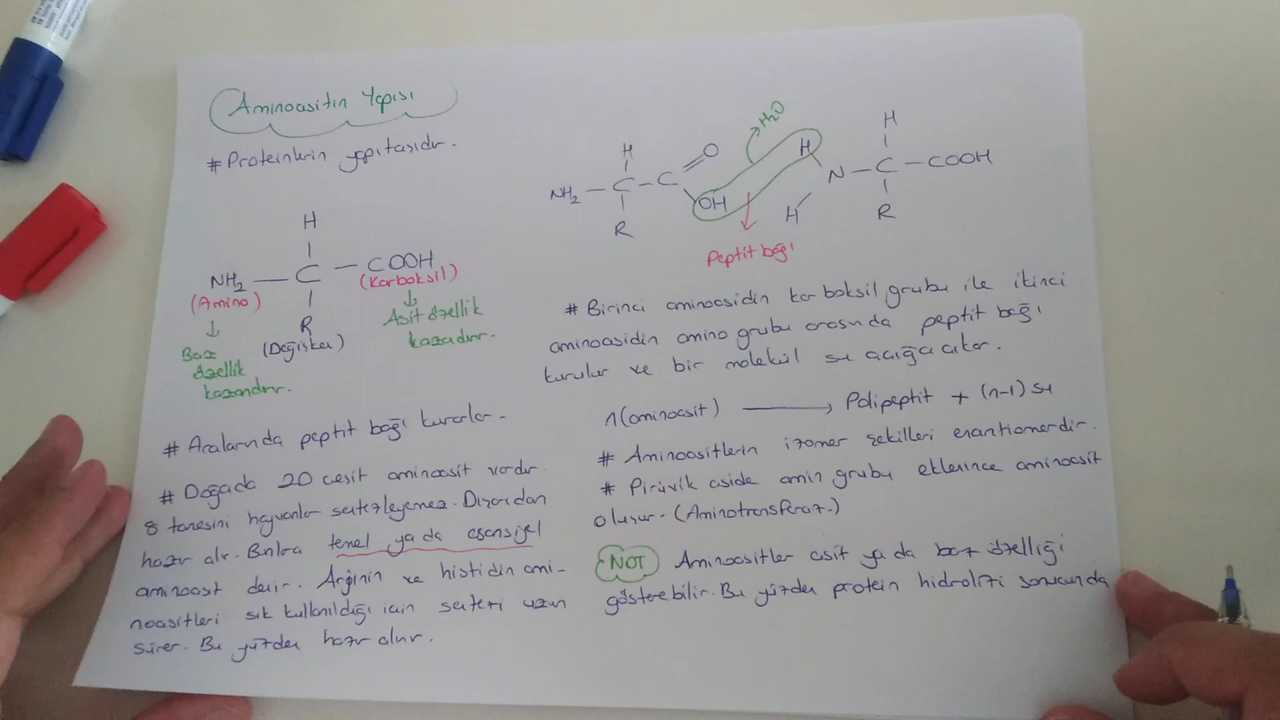 Aminoasitin Yapısı
# Proteinlerin yapıtaşıdır.
H
NH₂ — C — COOH
(Amino)
(Karboksil)
R
(Değişken)
Baz
özellik
kazandırır.
Asit özellik
kazandırır.
# Aralarında peptit bağı kurarlar.
# Doğada 20 çeşit aminoasit vardır.
8 tanesini hayvanlar sentezleyemez. Dışarıdan
hazır alır. Bunlara temel ya da esansiyel
aminoasit denir. Arginin ve histidin ami-
noasitleri sık kullanıldığı için sentezi uzun
sürer. Bu yüzden hazır alınır.
H₂O
H
O
NH₂ — C — C
OH
R
H
H
N — C — COOH
H
R
Peptit bağı
# Birinci aminoasidin karboksil grubu ile ikinci
aminoasidin amino grubu arasında peptit bağı
kurulur ve bir molekül su açığa çıkar.
n(aminoasit) → Polipeptit + (n-1) su
# Aminoasitlerin izomer şekilleri enantiomerdir.
# Pirüvik aside amin grubu eklenince aminoasit
oluşur. (Aminotransferaz)
NOT Aminoasitler asit ya da baz özelliği
gösterebilir. Bu yüzden protein hidrolizi sonucunda